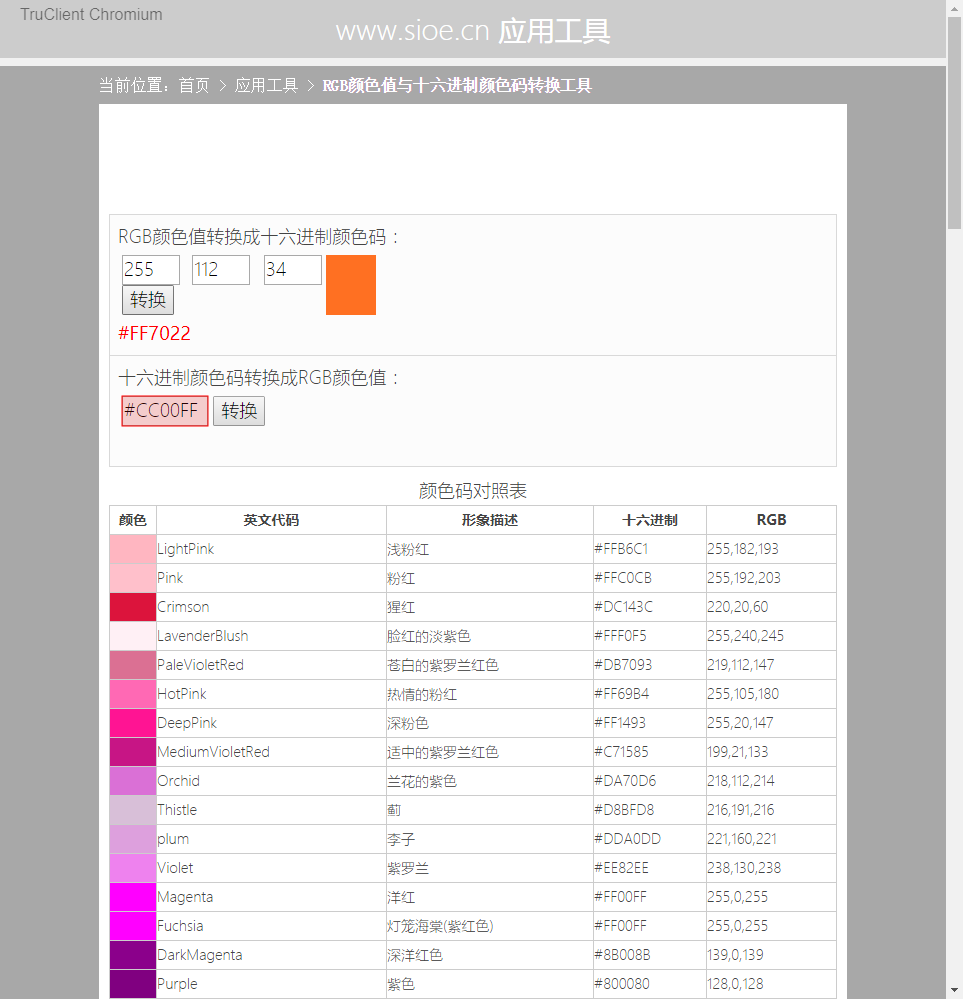 TruClient Chromium
www.sioe.cn 应用工具
当前位置：首页 > 应用工具 > RGB颜色值与十六进制颜色码转换工具
RGB颜色值转换成十六进制颜色码：
255 112 34
转换
#FF7022
十六进制颜色码转换成RGB颜色值：
#CC00FF 转换
颜色码对照表
颜色 英文代码 形象描述 十六进制 RGB
LightPink 浅粉红 #FFB6C1 255,182,193
Pink 粉红 #FFC0CB 255,192,203
Crimson 猩红 #DC143C 220,20,60
LavenderBlush 脸红的淡紫色 #FFF0F5 255,240,245
PaleVioletRed 苍白的紫罗兰红色 #DB7093 219,112,147
HotPink 热情的粉红 #FF69B4 255,105,180
DeepPink 深粉色 #FF1493 255,20,147
MediumVioletRed 适中的紫罗兰红色 #C71585 199,21,133
Orchid 兰花的紫色 #DA70D6 218,112,214
Thistle 蓟 #D8BFD8 216,191,216
plum 李子 #DDA0DD 221,160,221
Violet 紫罗兰 #EE82EE 238,130,238
Magenta 洋红 #FF00FF 255,0,255
Fuchsia 灯笼海棠(紫红色) #FF00FF 255,0,255
DarkMagenta 深洋红色 #8B008B 139,0,139
Purple 紫色 #800080 128,0,128